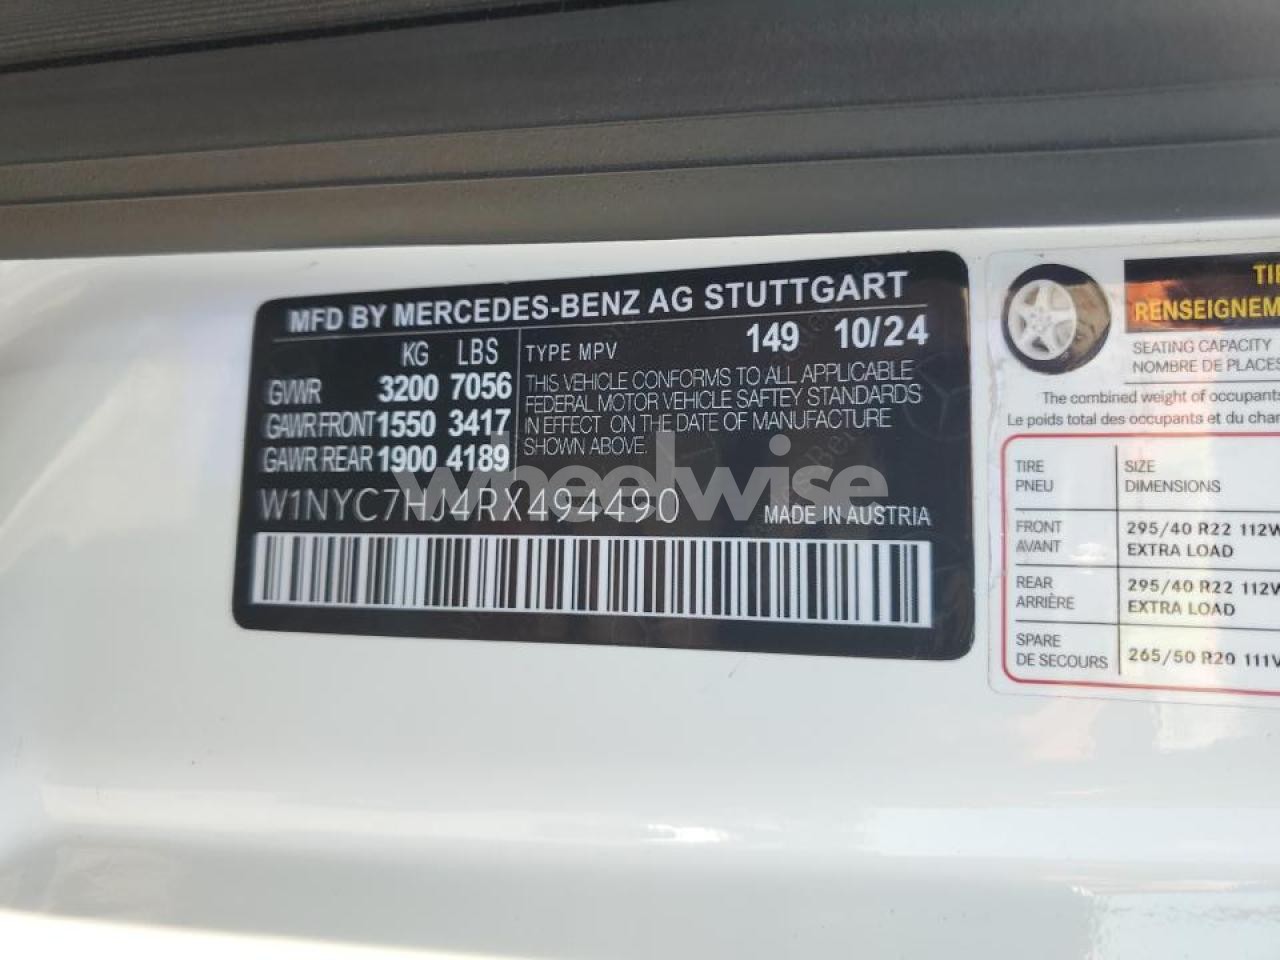 MFD BY MERCEDES-BENZ AG STUTTGART
KG LBS
GVWR 3200 7056
GAWR FRONT 1550 3417
GAWR REAR 1900 4189
TYPE MPV 149 10/24
THIS VEHICLE CONFORMS TO ALL APPLICABLE
FEDERAL MOTOR VEHICLE SAFTEY STANDARDS
IN EFFECT ON THE DATE OF MANUFACTURE
SHOWN ABOVE.
W1NYC7HJ4RX494490 MADE IN AUSTRIA
wheelwise
TI
RENSEIGNEM
SEATING CAPACITY
NOMBRE DE PLACES
The combined weight of occupants
Le poids total des occupants et du char
TIRE
PNEU
SIZE
DIMENSIONS
FRONT
AVANT
295/40 R22 112W
EXTRA LOAD
REAR
ARRIÈRE
295/40 R22 112W
EXTRA LOAD
SPARE
DE SECOURS
265/50 R20 111V